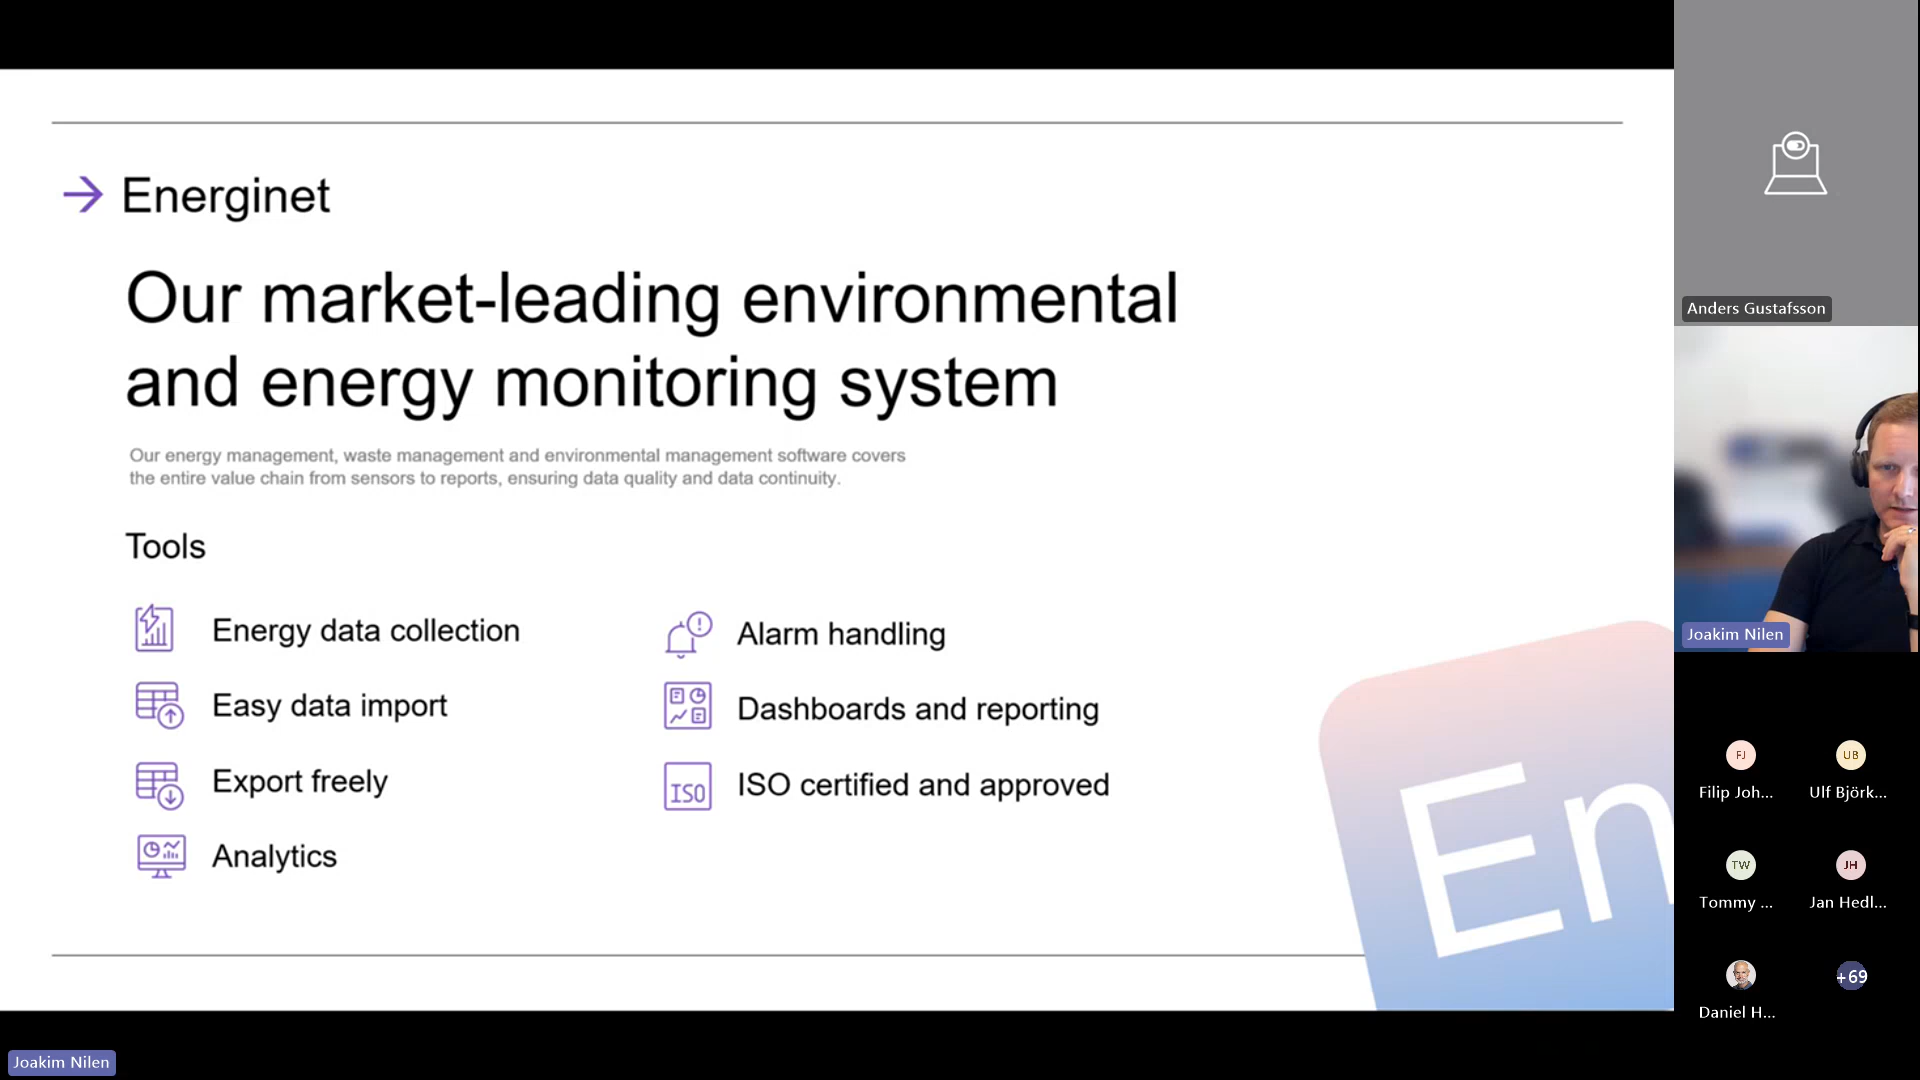 Energinet
Our market-leading environmental
and energy monitoring system
Our energy management, waste management and environmental management software covers
the entire value chain from sensors to reports, ensuring data quality and data continuity.
Tools
Energy data collection
Easy data import
Export freely
Analytics
Alarm handling
Dashboards and reporting
ISO
ISO certified and approved
En
Anders Gustafsson
Joakim Nilen
FJ
Filip Joh...
UB
Ulf Björk...
TW
Tommy ...
JH
Jan Hedl...
Daniel H...
+69
Joakim Nilen